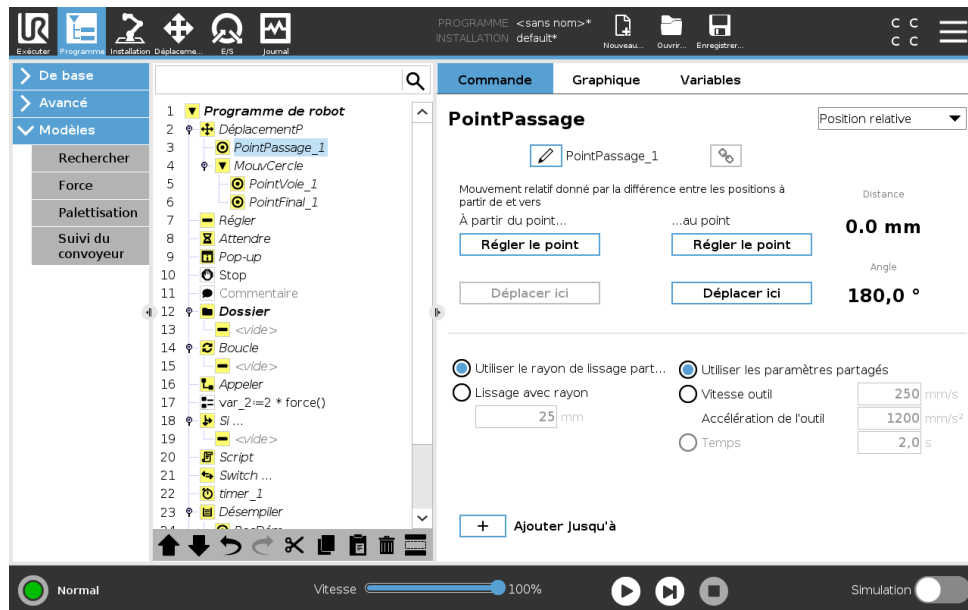 PROGRAMME <sans nom>*
INSTALLATION default*
Exécuter Programme Installation Déplaceme... E/S Journal Nouveau... Ouvrir... Enregistrer...
C C
C C
De base
Avancé
Modèles
Rechercher
Force
Palettisation
Suivi du
convoyeur
1 Programme de robot
2 DéplacementP
3 PointPassage_1
4 MouvCercle
5 PointVoie_1
6 PointFinal_1
7 Régler
8 Attendre
9 Pop-up
10 Stop
11 Commentaire
12 Dossier
13 <vide>
14 Boucle
15 <vide>
16 Appeler
17 var_2:=2 * force()
18 Si ...
19 <vide>
20 Script
21 Switch ...
22 timer_1
23 Désempiler
Commande Graphique Variables
PointPassage
Position relative
PointPassage_1
Mouvement relatif donné par la différence entre les positions à
partir de et vers
À partir du point... ...au point
Régler le point Régler le point
Déplacer ici Déplacer ici
Distance
0.0 mm
Angle
180,0 °
Utiliser le rayon de lissage part...
Lissage avec rayon
25 mm
Utiliser les paramètres partagés
Vitesse outil 250 mm/s
Accélération de l'outil 1200 mm/s²
Temps 2,0 s
+ Ajouter Jusqu'à
Normal Vitesse 100% Simulation